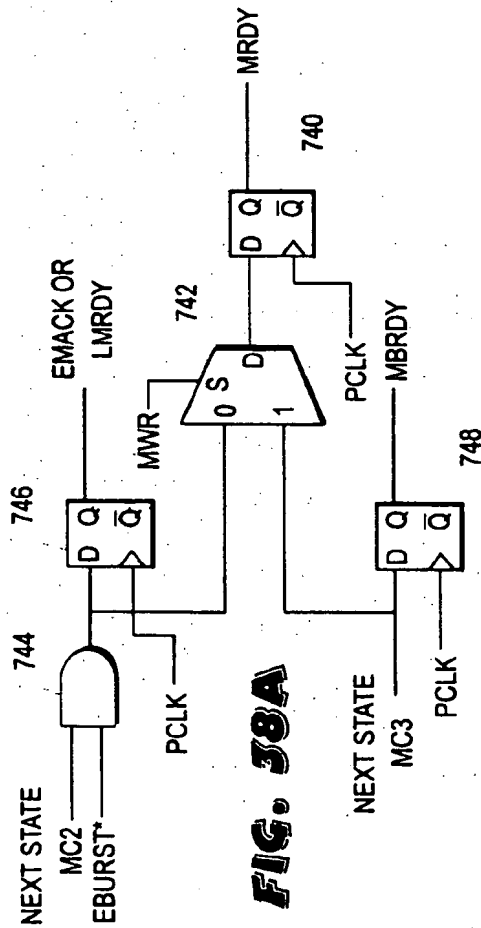 NEXT STATE
MC2
EBURST*
744
746
D Q
Q
PCLK
EMACK OR
LMRDY
MWR
742
S
0
1
D
D Q
Q
PCLK
MRDY
740
FIG. 38A
NEXT STATE
MC3
PCLK
D Q
Q
MBRDY
748